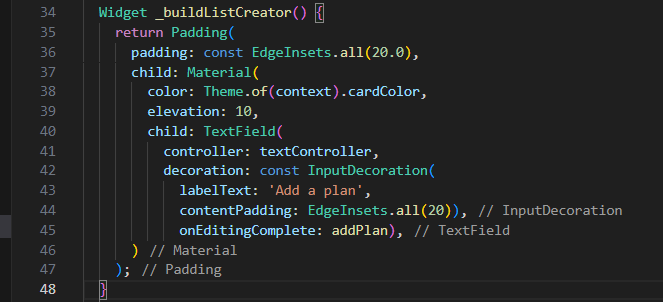 34 Widget _buildListCreator() {
35 return Padding(
36 padding: const EdgeInsets.all(20.0),
37 child: Material(
38 color: Theme.of(context).cardColor,
39 elevation: 10,
40 child: TextField(
41 controller: textController,
42 decoration: const InputDecoration(
43 labelText: 'Add a plan',
44 contentPadding: EdgeInsets.all(20)), // InputDecoration
45 onEditingComplete: addPlan), // TextField
46 ) // Material
47 ); // Padding
48 }